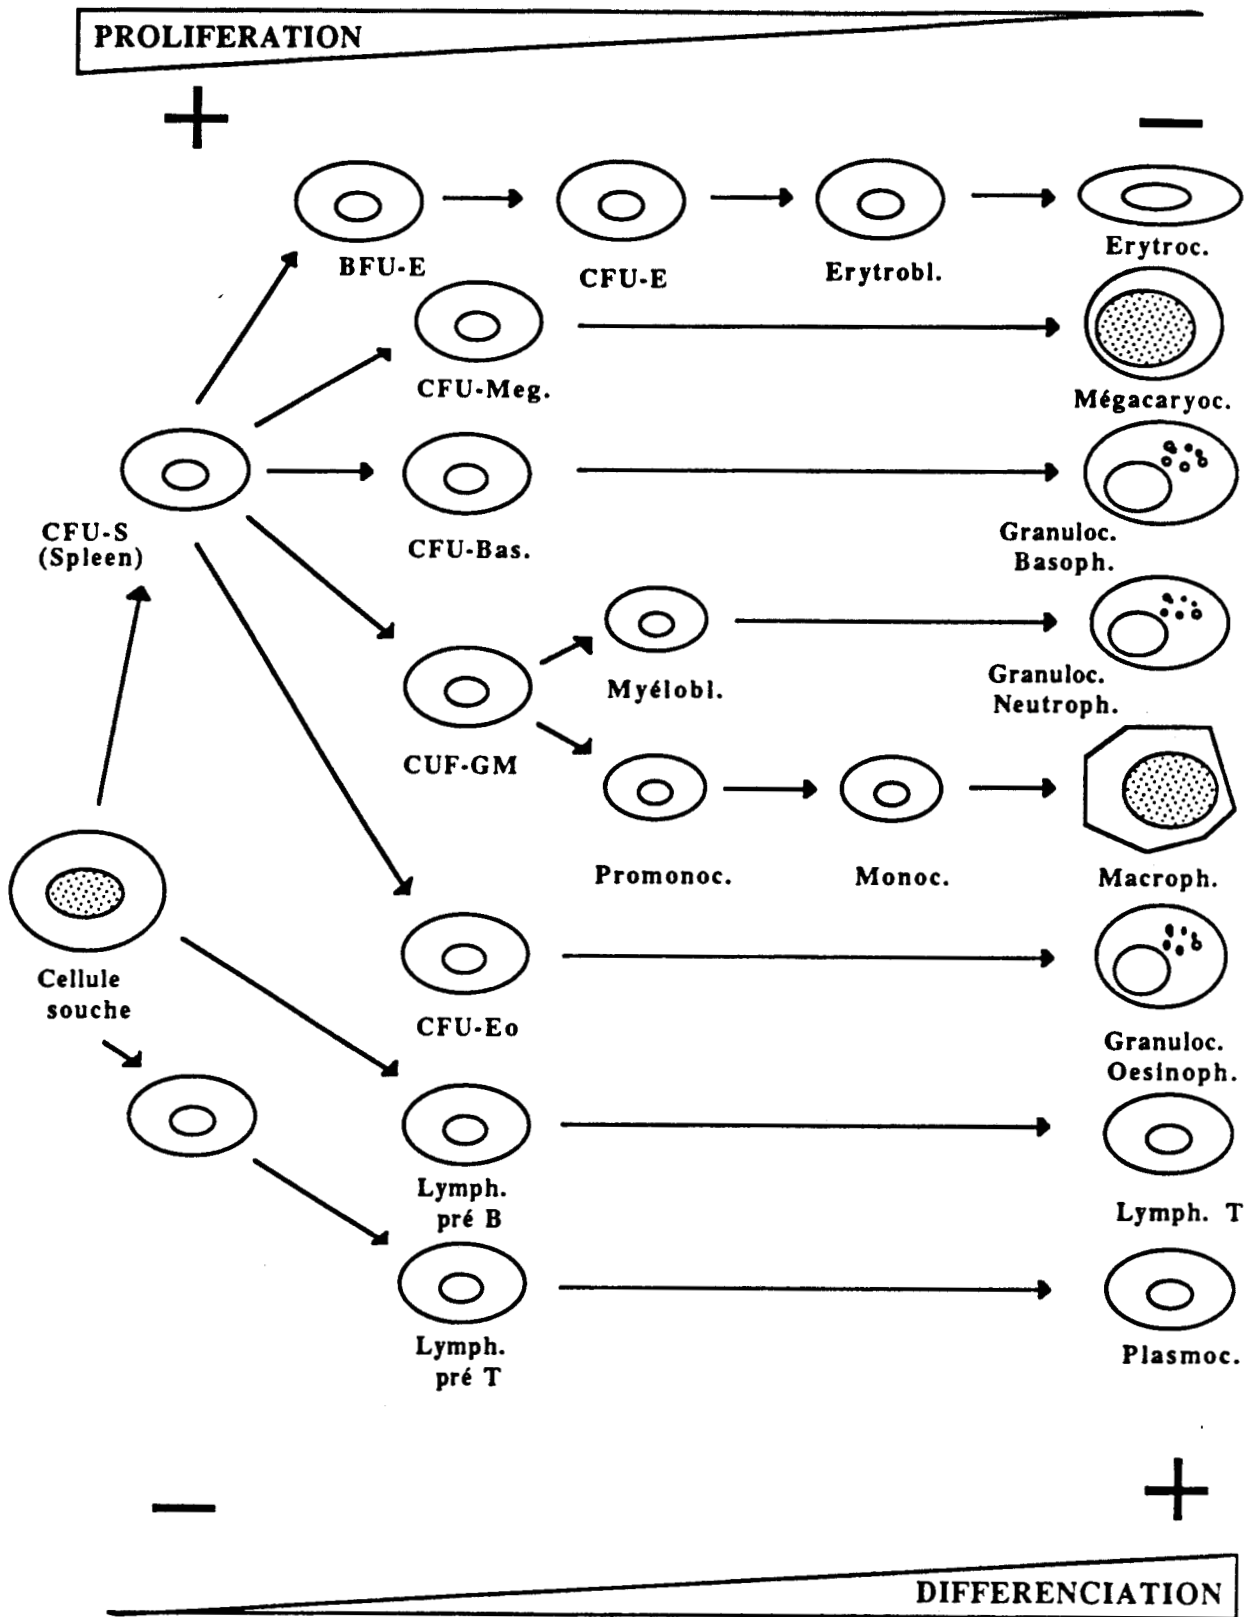 PROLIFERATION
+
−
BFU-E
CFU-E
Erytrobl.
Erytroc.
CFU-Meg.
Mégacaryoc.
CFU-S
(Spleen)
CFU-Bas.
Granuloc.
Basoph.
Myélobl.
Granuloc.
Neutroph.
CUF-GM
Promonoc.
Monoc.
Macroph.
Cellule
souche
CFU-Eo
Granuloc.
Oesinoph.
Lymph.
pré B
Lymph. T
Lymph.
pré T
Plasmoc.
−
+
DIFFERENCIATION